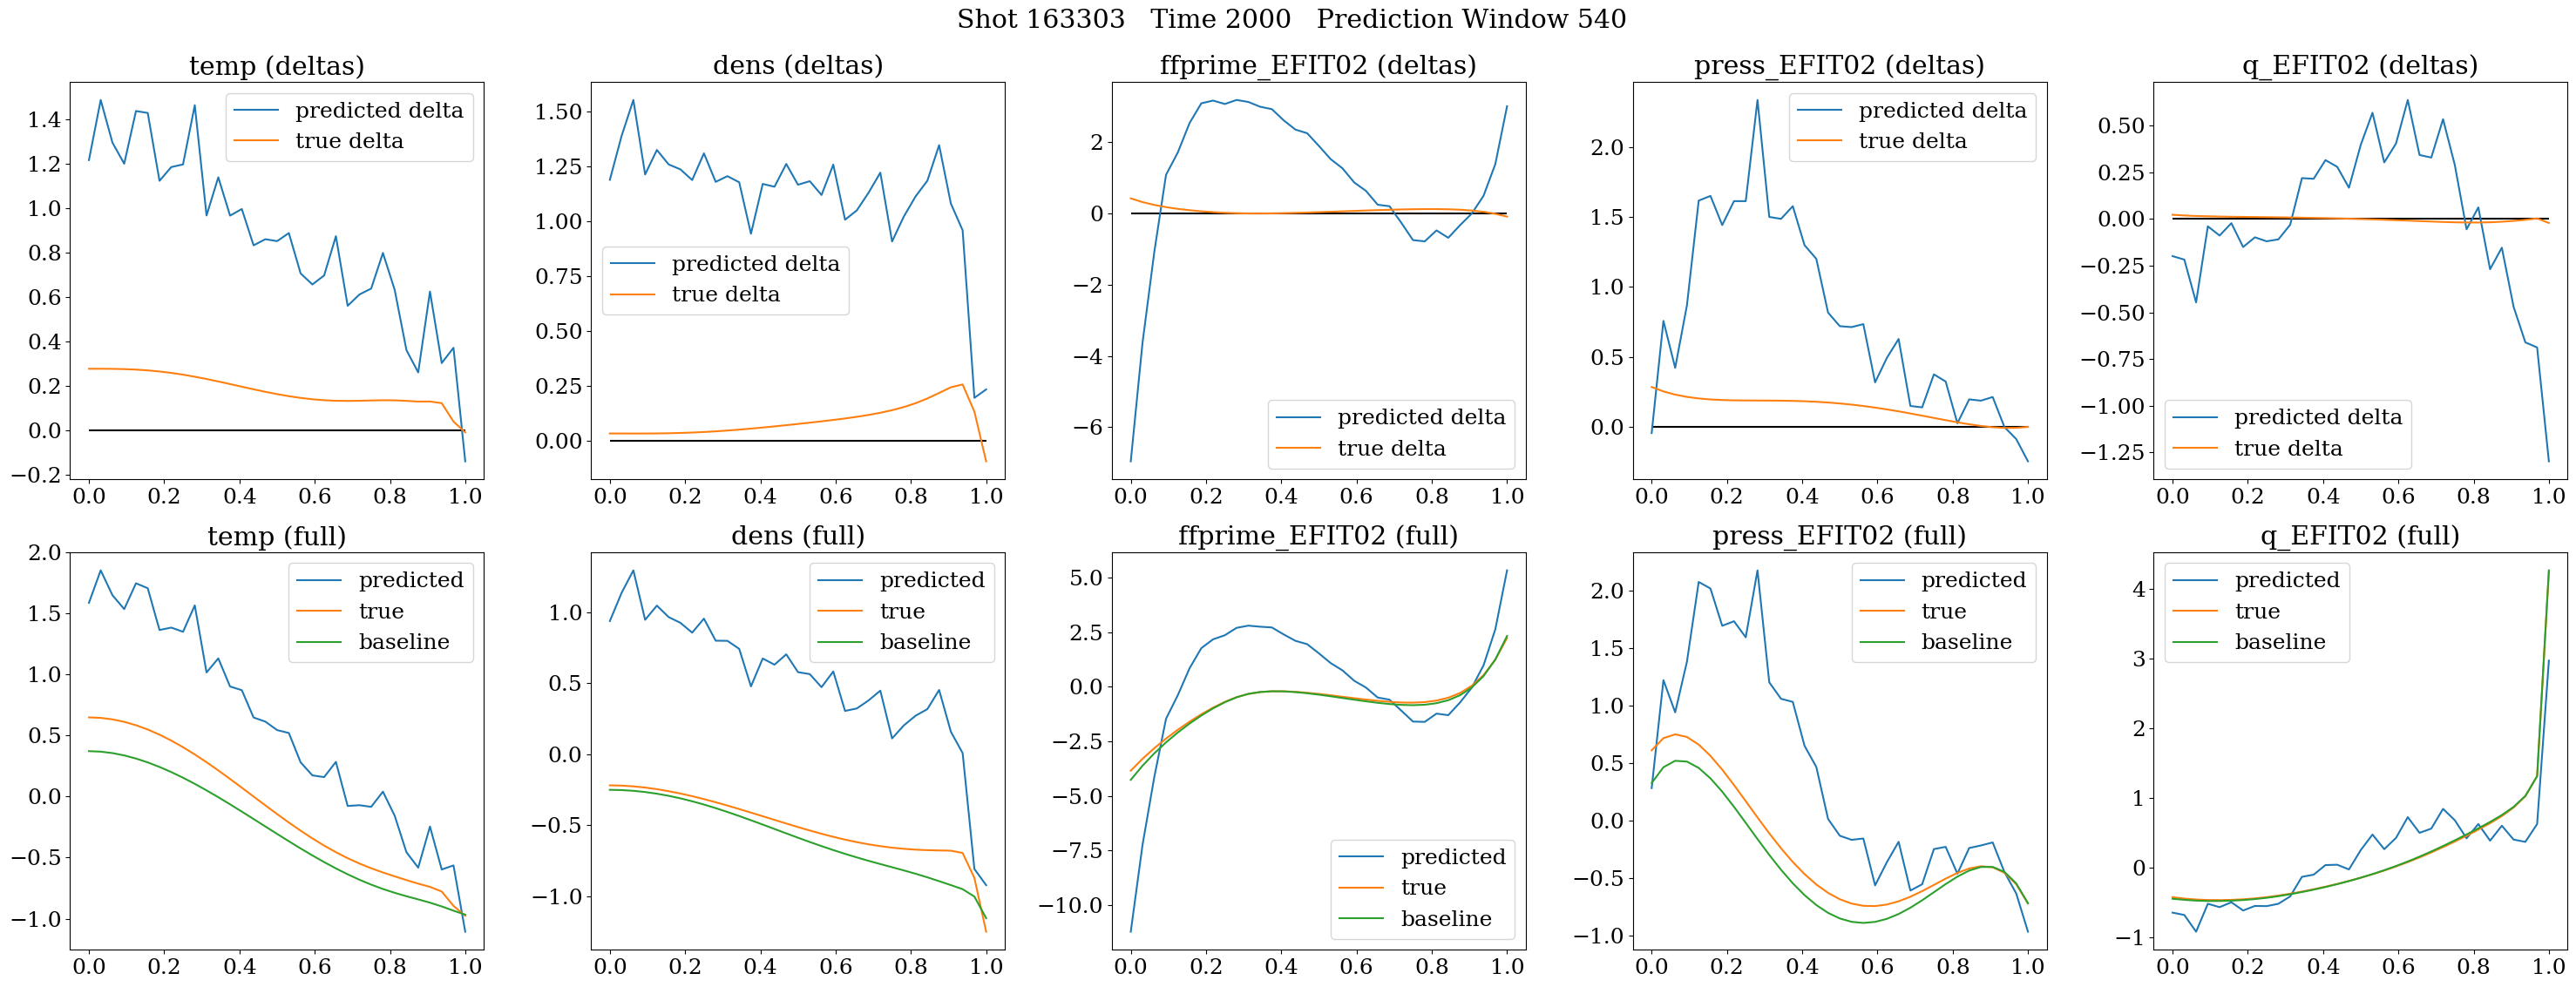 Shot 163303   Time 2000   Prediction Window 540
temp (deltas)
1.4
1.2
1.0
0.8
0.6
0.4
0.2
0.0
−0.2
0.0 0.2 0.4 0.6 0.8 1.0
predicted delta
true delta
dens (deltas)
1.50
1.25
1.00
0.75
0.50
0.25
0.00
0.0 0.2 0.4 0.6 0.8 1.0
predicted delta
true delta
ffprime_EFIT02 (deltas)
2
0
−2
−4
−6
0.0 0.2 0.4 0.6 0.8 1.0
predicted delta
true delta
press_EFIT02 (deltas)
2.0
1.5
1.0
0.5
0.0
0.0 0.2 0.4 0.6 0.8 1.0
predicted delta
true delta
q_EFIT02 (deltas)
0.50
0.25
0.00
−0.25
−0.50
−0.75
−1.00
−1.25
0.0 0.2 0.4 0.6 0.8 1.0
predicted delta
true delta
temp (full)
2.0
1.5
1.0
0.5
0.0
−0.5
−1.0
0.0 0.2 0.4 0.6 0.8 1.0
predicted
true
baseline
dens (full)
1.0
0.5
0.0
−0.5
−1.0
0.0 0.2 0.4 0.6 0.8 1.0
predicted
true
baseline
ffprime_EFIT02 (full)
5.0
2.5
0.0
−2.5
−5.0
−7.5
−10.0
0.0 0.2 0.4 0.6 0.8 1.0
predicted
true
baseline
press_EFIT02 (full)
2.0
1.5
1.0
0.5
0.0
−0.5
−1.0
0.0 0.2 0.4 0.6 0.8 1.0
predicted
true
baseline
q_EFIT02 (full)
4
3
2
1
0
−1
0.0 0.2 0.4 0.6 0.8 1.0
predicted
true
baseline